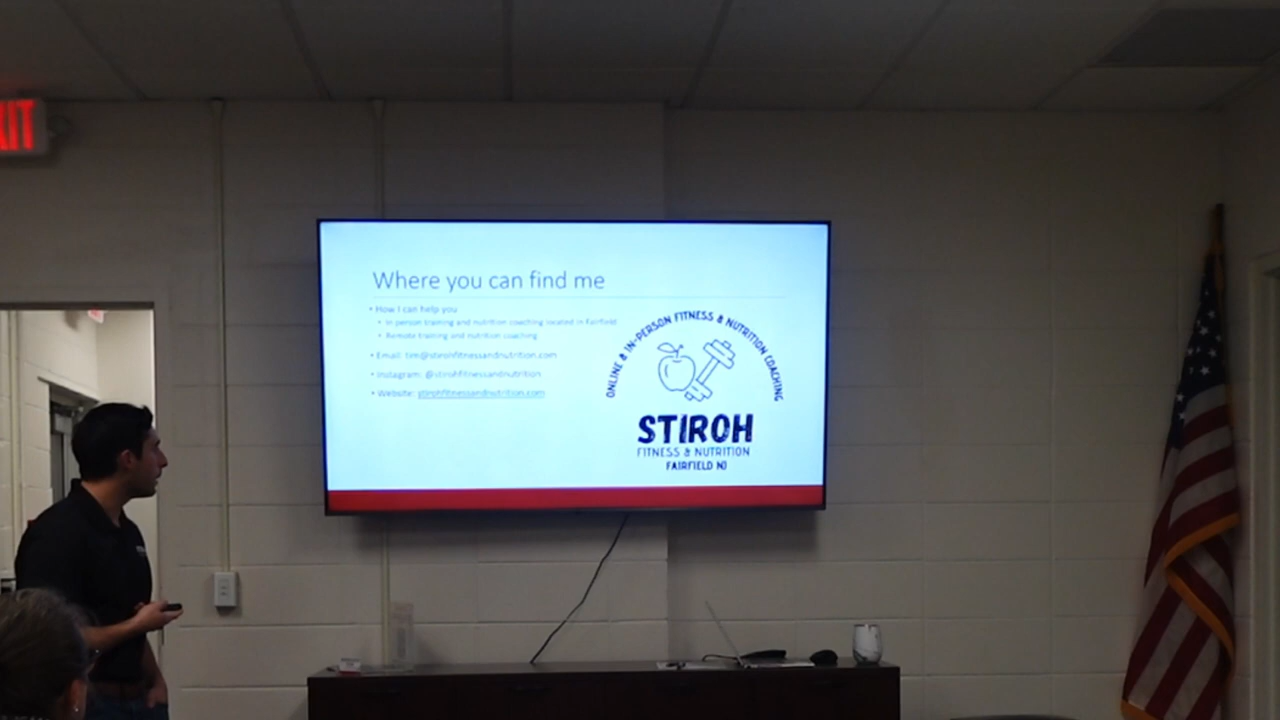 XIT
Where you can find me
• How I can help you
• In person training and nutrition coaching located in Fairfield
• Remote training and nutrition coaching
• Email: tim@stirohfitnessandnutrition.com
• Instagram: @stirohfitnessandnutrition
• Website: stirohfitnessandnutrition.com
ONLINE & IN-PERSON FITNESS & NUTRITION COACHING
STIROH
FITNESS & NUTRITION
FAIRFIELD NJ